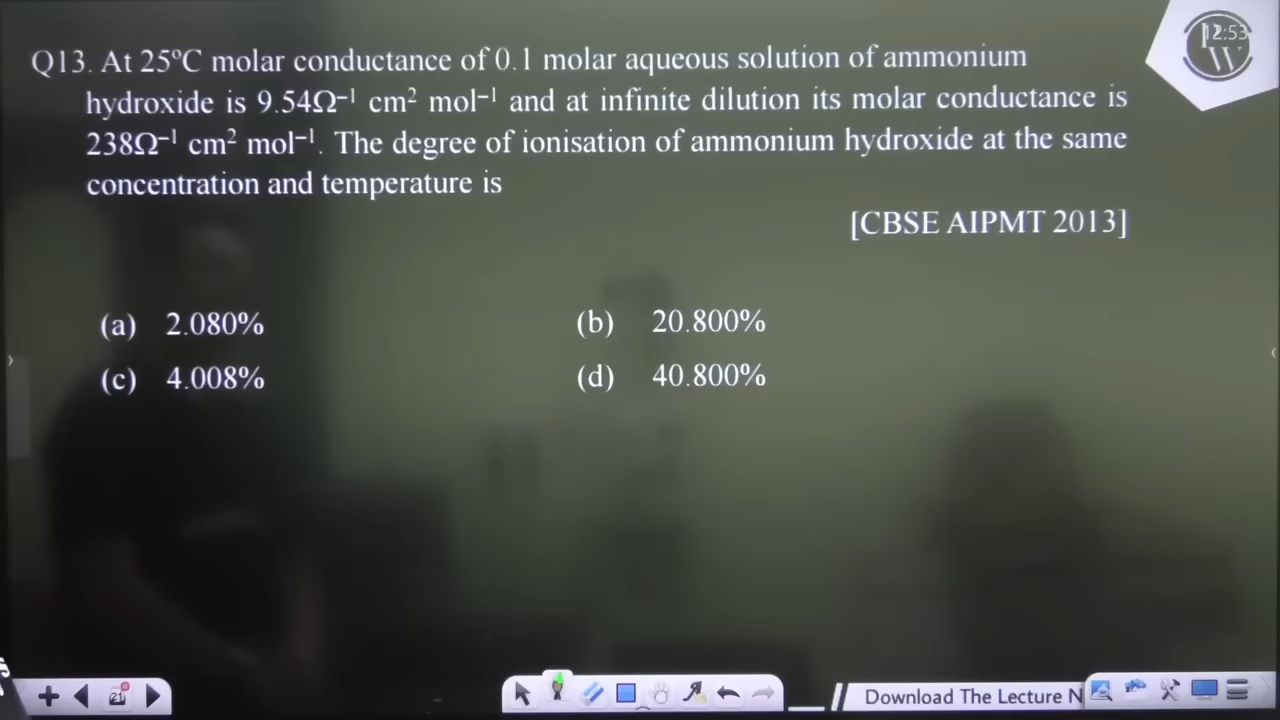 12:53
W
Q13. At 25ºC molar conductance of 0.1 molar aqueous solution of ammonium
hydroxide is 9.54Ω⁻¹ cm² mol⁻¹ and at infinite dilution its molar conductance is
238Ω⁻¹ cm² mol⁻¹. The degree of ionisation of ammonium hydroxide at the same
concentration and temperature is
[CBSE AIPMT 2013]
(a) 2.080% (b) 20.800%
(c) 4.008% (d) 40.800%
21
Download The Lecture N